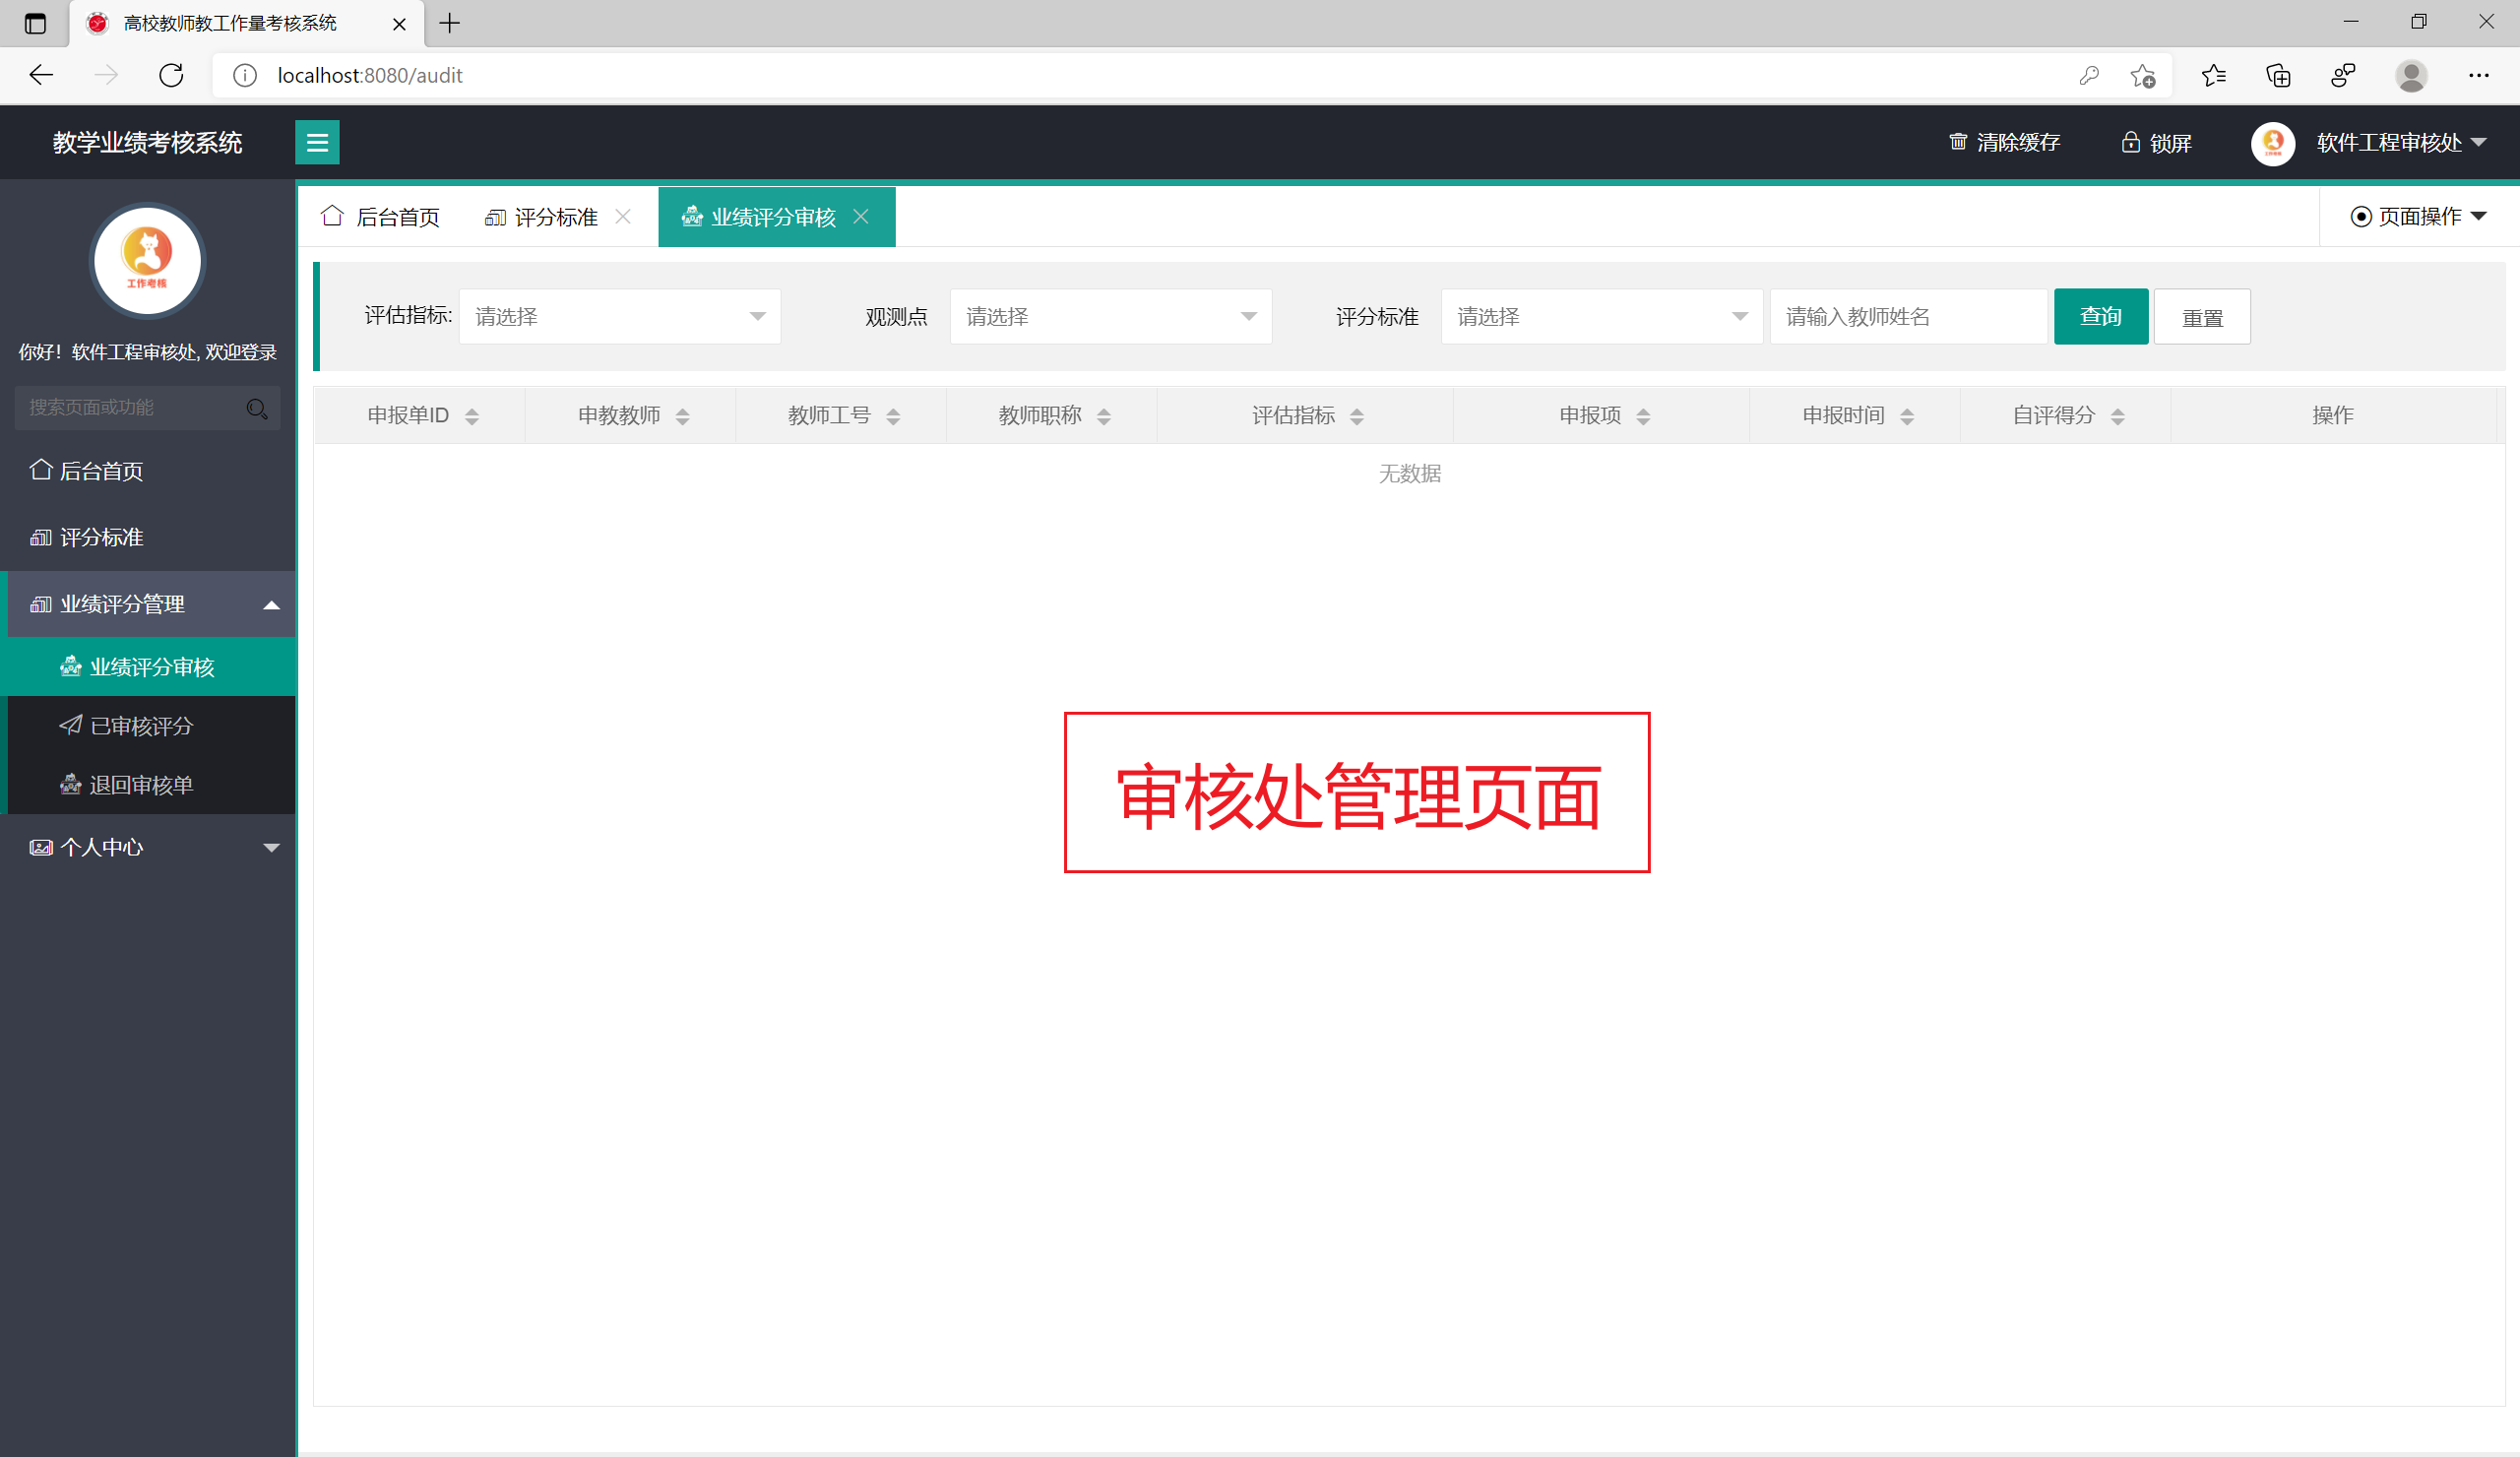 高校教师教工作量考核系统
localhost:8080/audit
教学业绩考核系统
清除缓存
锁屏
软件工程审核处
工作考核
你好！软件工程审核处, 欢迎登录
搜索页面或功能
后台首页
评分标准
业绩评分管理
业绩评分审核
已审核评分
退回审核单
个人中心
后台首页 评分标准 业绩评分审核 页面操作
评估指标: 请选择 观测点 请选择 评分标准 请选择 请输入教师姓名 查询 重置
申报单ID 申教教师 教师工号 教师职称 评估指标 申报项 申报时间 自评得分 操作
无数据
审核处管理页面